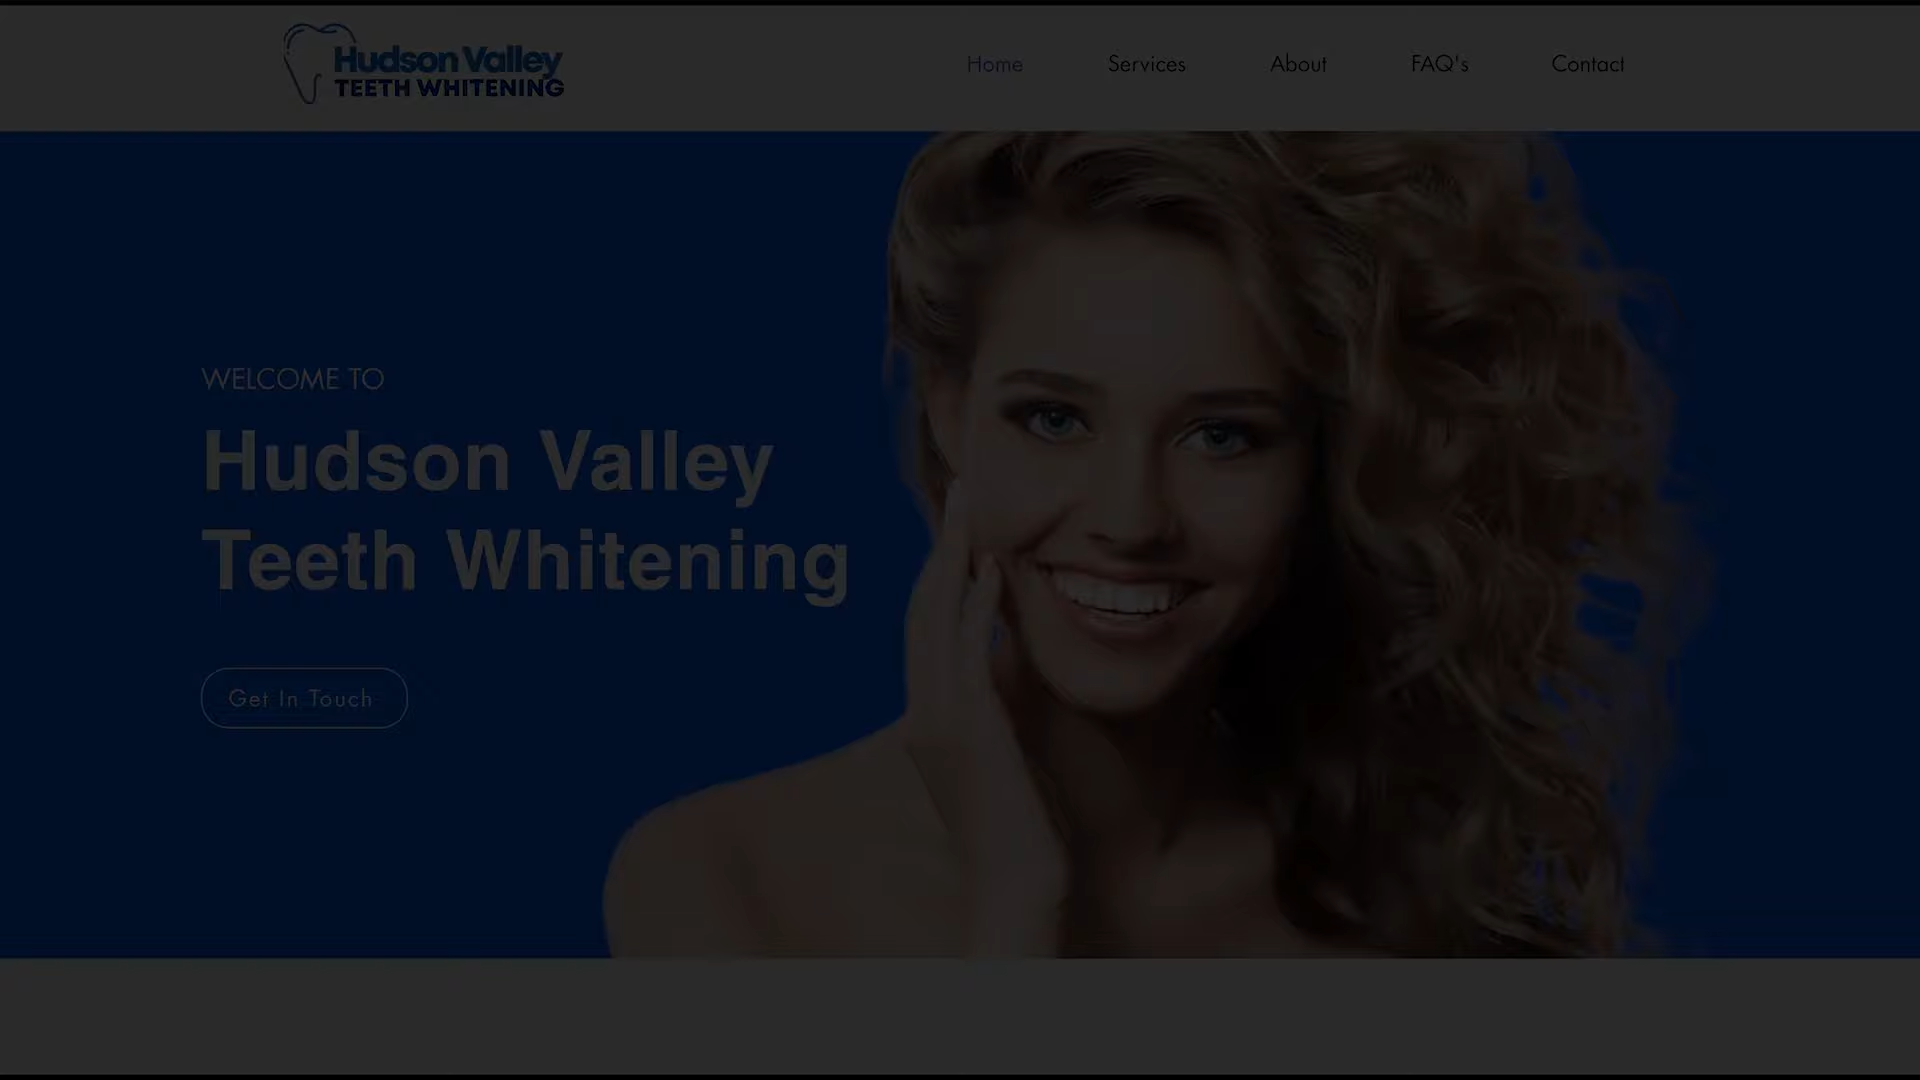 Hudson Valley
TEETH WHITENING
Home
Services
About
FAQ's
Contact
WELCOME TO
Hudson Valley
Teeth Whitening
Get In Touch